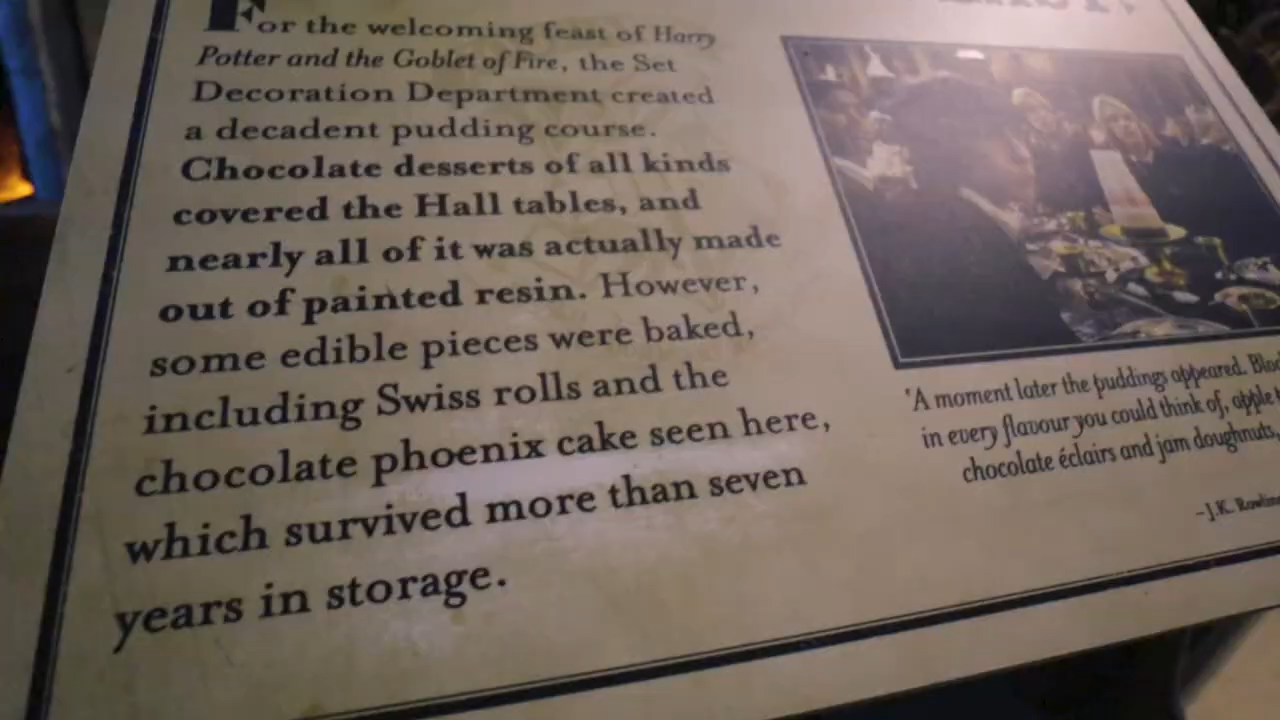 For the welcoming feast of Harry
Potter and the Goblet of Fire, the Set
Decoration Department created
a decadent pudding course.
Chocolate desserts of all kinds
covered the Hall tables, and
nearly all of it was actually made
out of painted resin. However,
some edible pieces were baked,
including Swiss rolls and the
chocolate phoenix cake seen here,
which survived more than seven
years in storage.
'A moment later the puddings appeared.
in every flavour you could think of, apple
chocolate éclairs and jam doughnuts,
–J.K.